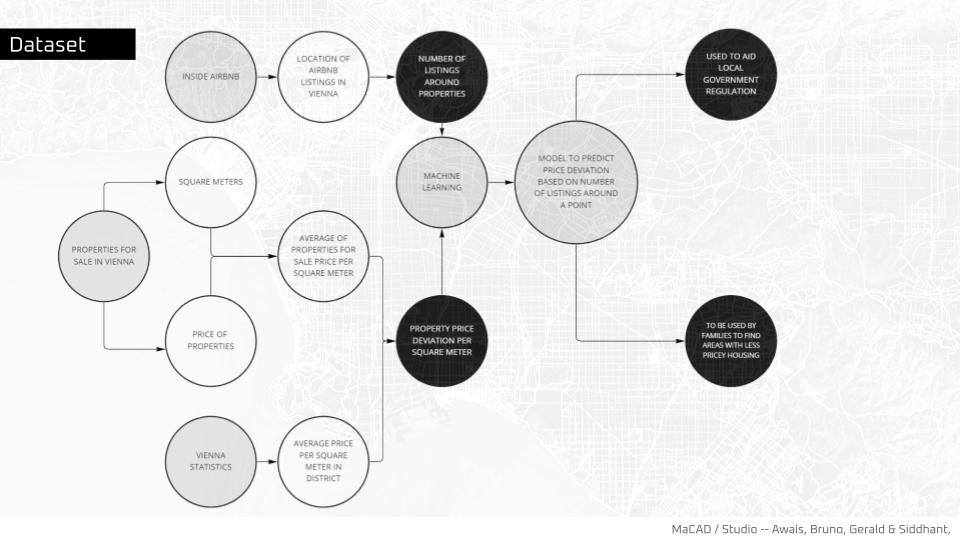 Dataset
INSIDE AIRBNB
LOCATION OF
AIRBNB
LISTINGS IN
VIENNA
NUMBER OF
LISTINGS
AROUND
PROPERTIES
USED TO AID
LOCAL
GOVERNMENT
REGULATION
SQUARE METERS
MACHINE
LEARNING
MODEL TO PREDICT
PRICE DEVIATION
BASED ON NUMBER
OF LISTINGS AROUND
A POINT
PROPERTIES FOR
SALE IN VIENNA
AVERAGE OF
PROPERTIES FOR
SALE PRICE PER
SQUARE METER
PRICE OF
PROPERTIES
PROPERTY PRICE
DEVIATION PER
SQUARE METER
TO BE USED BY
FAMILIES TO FIND
AREAS WITH LESS
PRICEY HOUSING
VIENNA
STATISTICS
AVERAGE PRICE
PER SQUARE
METER IN
DISTRICT
MaCAD / Studio -- Awais, Bruno, Gerald & Siddhant,